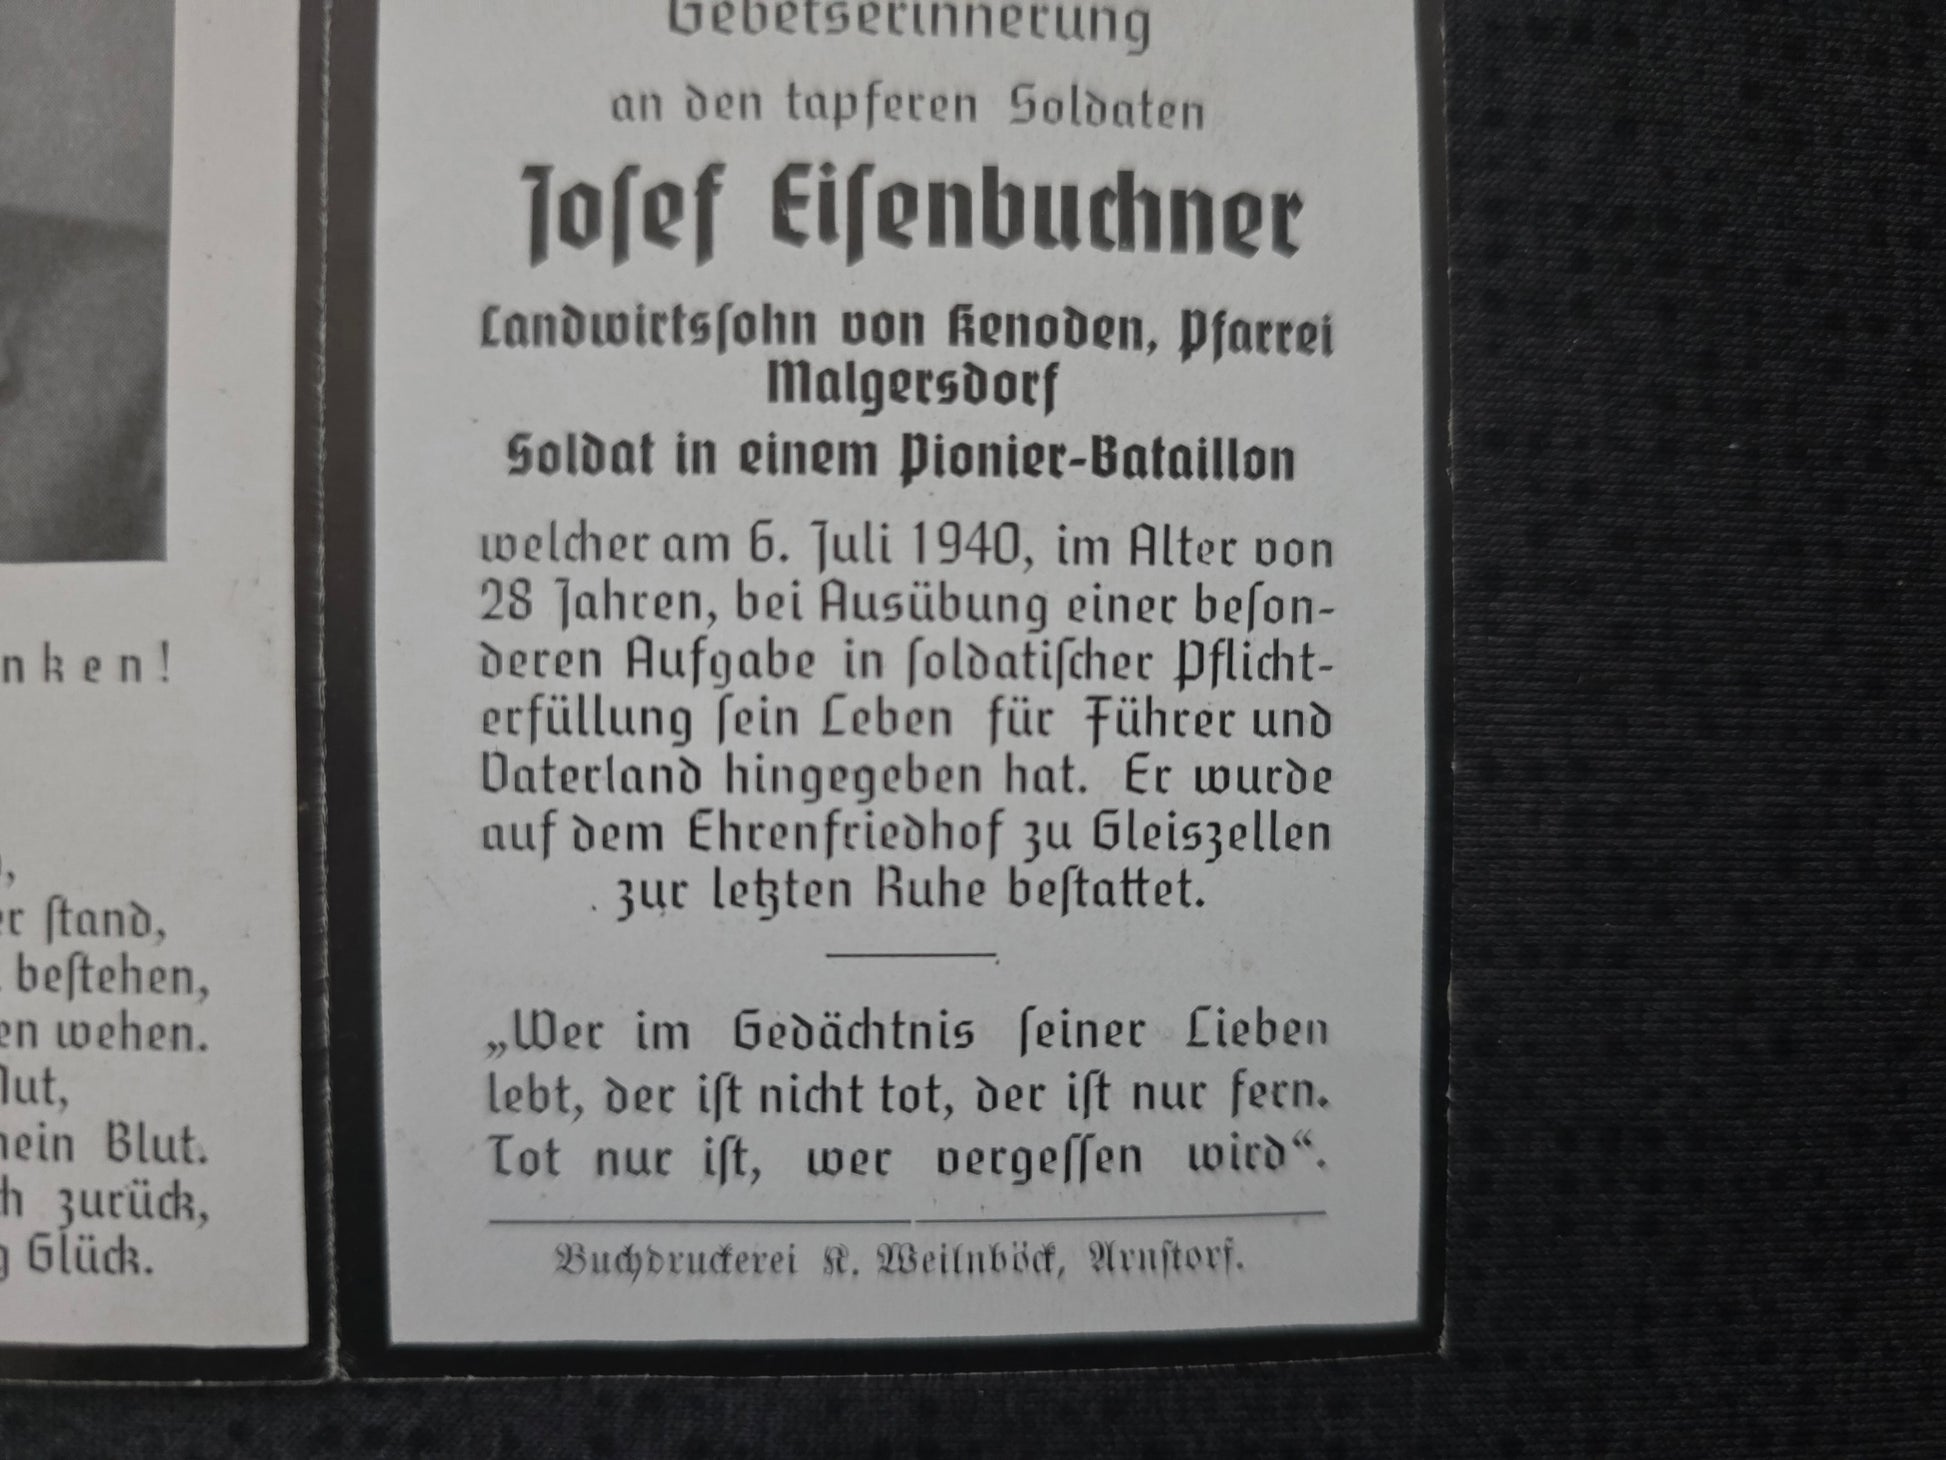 nken!
er ſtand,
beſtehen,
en wehen.
ein Blut.
zurück,
Glück.
Gebetserinnerung
an den tapferen Soldaten
Joſef Eiſenbuchner
Landwirtsſohn von Kenoden, Pfarrei
Malgersdorf
Soldat in einem Pionier-Bataillon
welcher am 6. Juli 1940, im Alter von
28 Jahren, bei Ausübung einer beſon-
deren Aufgabe in ſoldatiſcher Pflicht-
erfüllung ſein Leben für Führer und
Vaterland hingegeben hat. Er wurde
auf dem Ehrenfriedhof zu Gleiszellen
zur letzten Ruhe beſtattet.
„Wer im Gedächtnis ſeiner Lieben
lebt, der iſt nicht tot, der iſt nur fern.
Tot nur iſt, wer vergeſſen wird“.
Buchdruckerei K. Weilnböck, Arnſtorf.